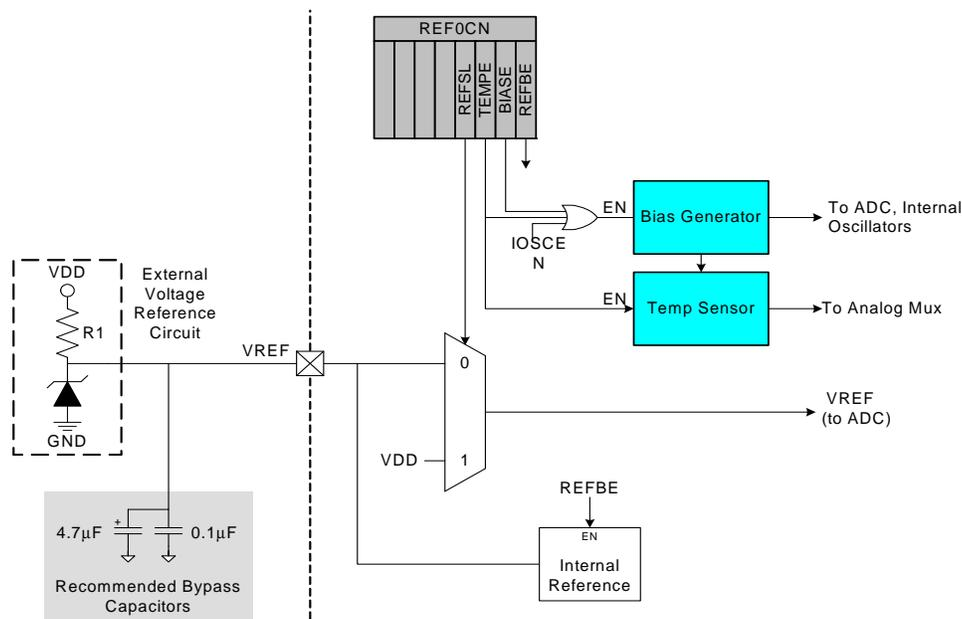 REF0CN
REFSL
TEMPE
BIASE
REFBE
EN
Bias Generator
To ADC, Internal
Oscillators
IOSCE
N
EN
Temp Sensor
To Analog Mux
VDD
R1
GND
External
Voltage
Reference
Circuit
VREF
0
1
VDD
VREF
(to ADC)
REFBE
EN
Internal
Reference
4.7μF
+
0.1μF
Recommended Bypass
Capacitors